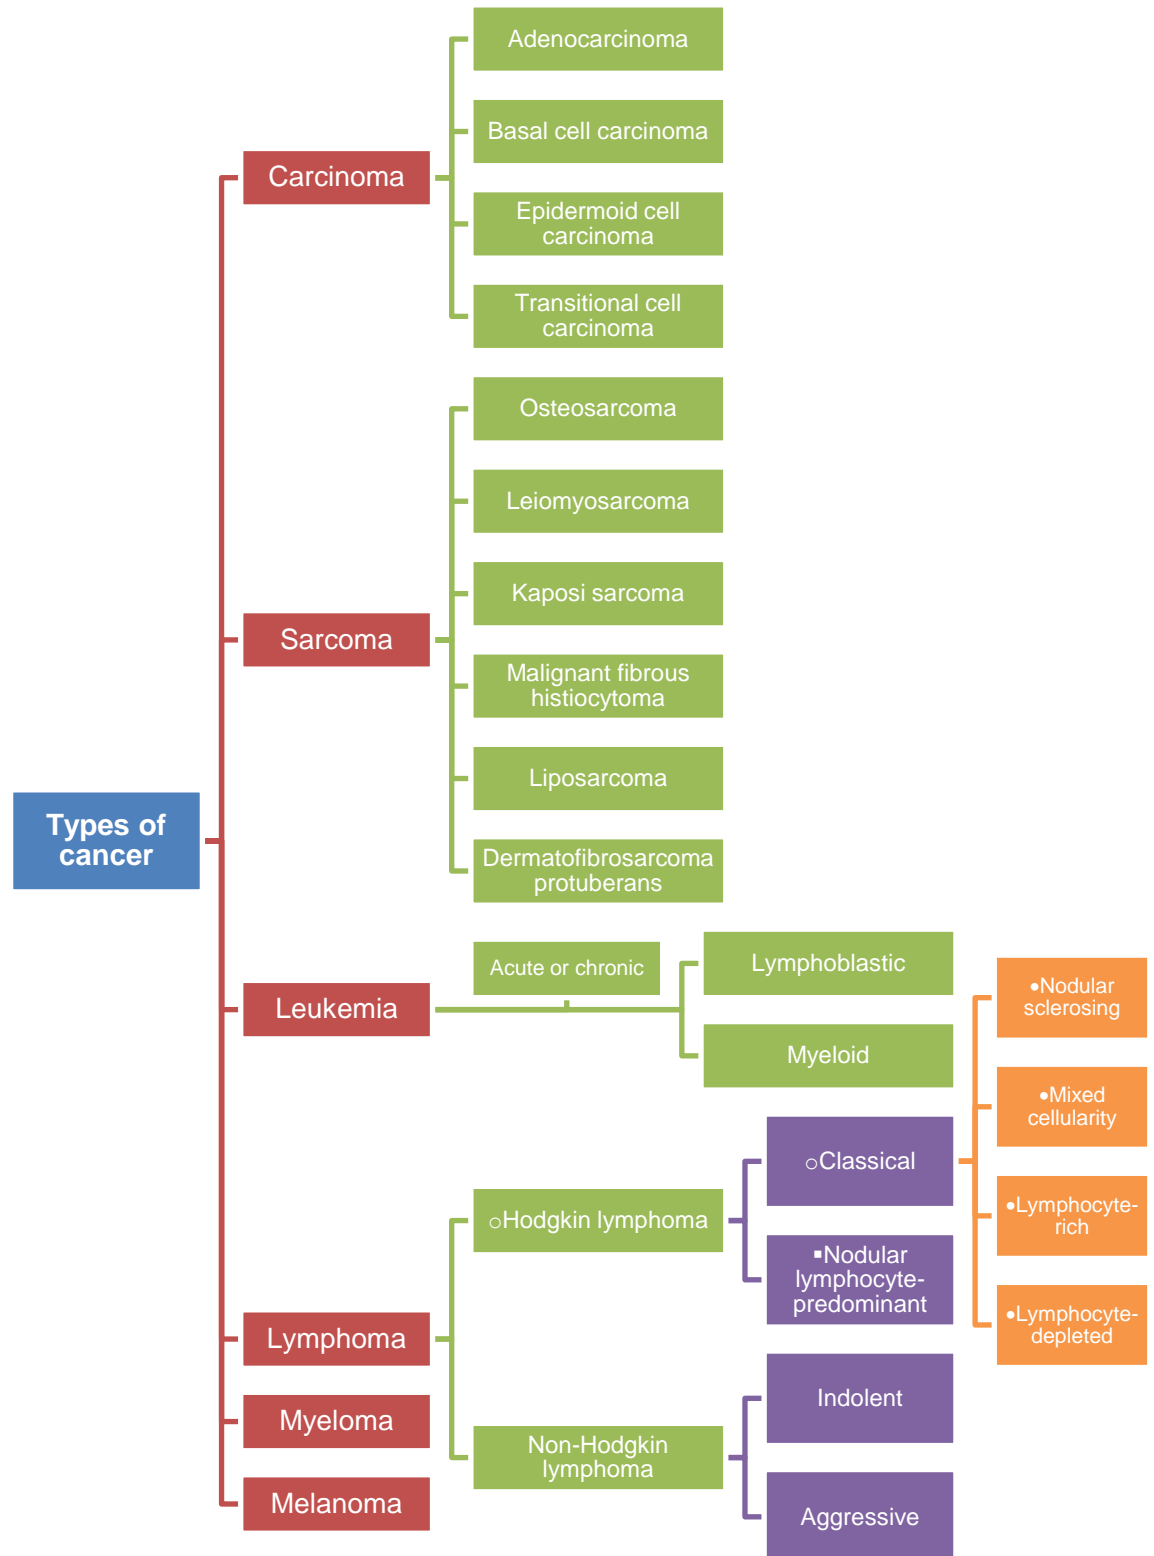 Types of
cancer
Carcinoma
Adenocarcinoma
Basal cell carcinoma
Epidermoid cell
carcinoma
Transitional cell
carcinoma
Sarcoma
Osteosarcoma
Leiomyosarcoma
Kaposi sarcoma
Malignant fibrous
histiocytoma
Liposarcoma
Dermatofibrosarcoma
protuberans
Leukemia
Acute or chronic
Lymphoblastic
Myeloid
Lymphoma
○Hodgkin lymphoma
○Classical
•Nodular
sclerosing
•Mixed
cellularity
•Lymphocyte-
rich
•Lymphocyte-
depleted
▪Nodular
lymphocyte-
predominant
Non-Hodgkin
lymphoma
Indolent
Aggressive
Myeloma
Melanoma